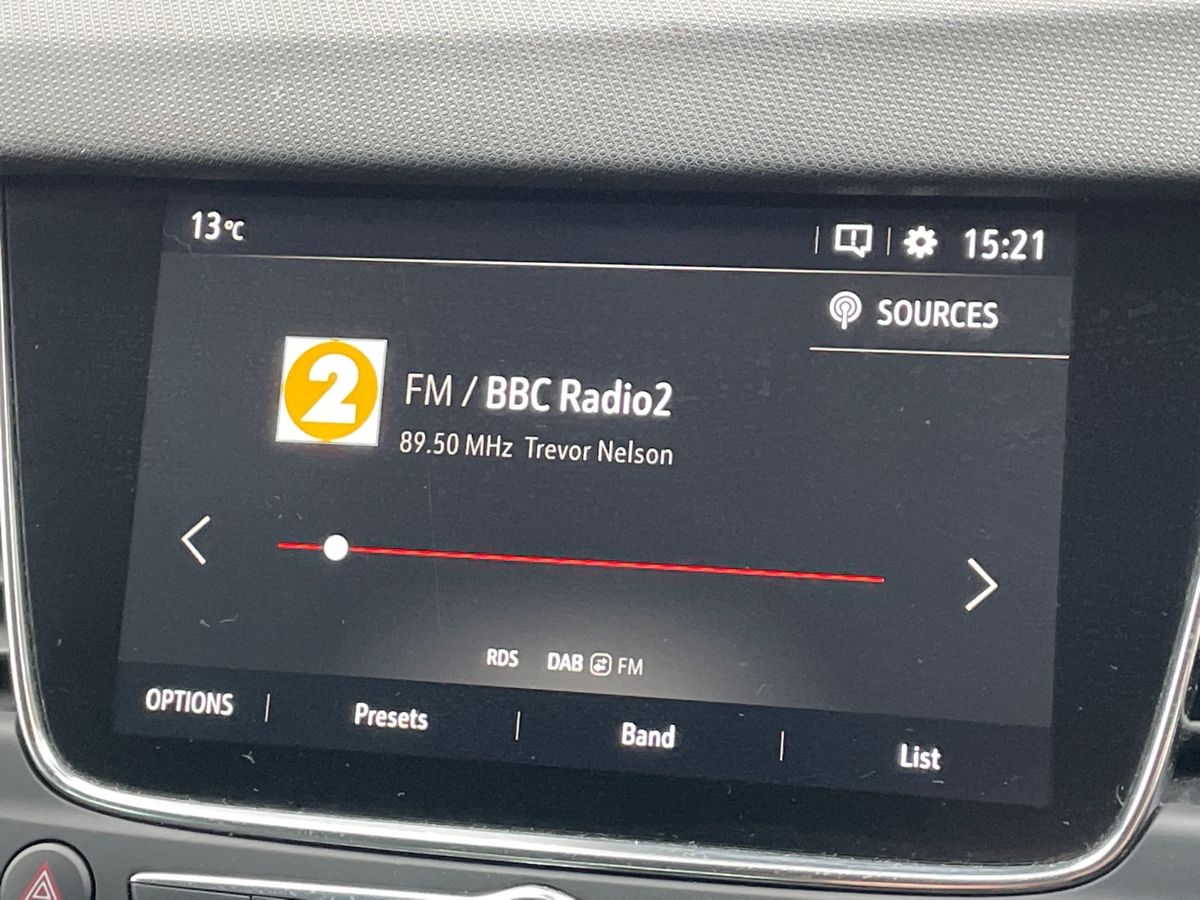 13°C
15:21
SOURCES
2
FM / BBC Radio2
89.50 MHz Trevor Nelson
RDS DAB FM
OPTIONS Presets Band List